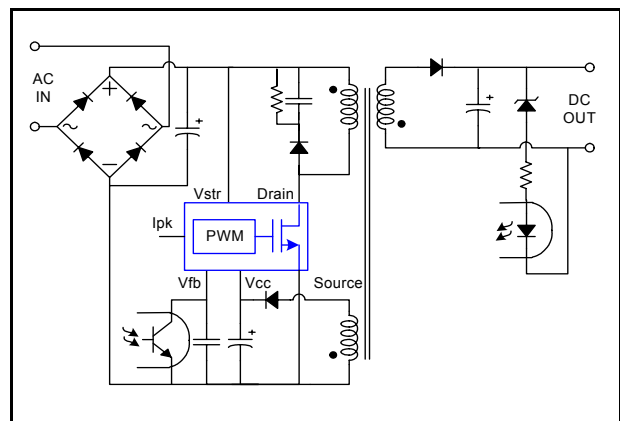 AC
IN
+
~
~
−
+
+
DC
OUT
Vstr
Drain
Ipk
PWM
Vfb
Vcc
Source
+